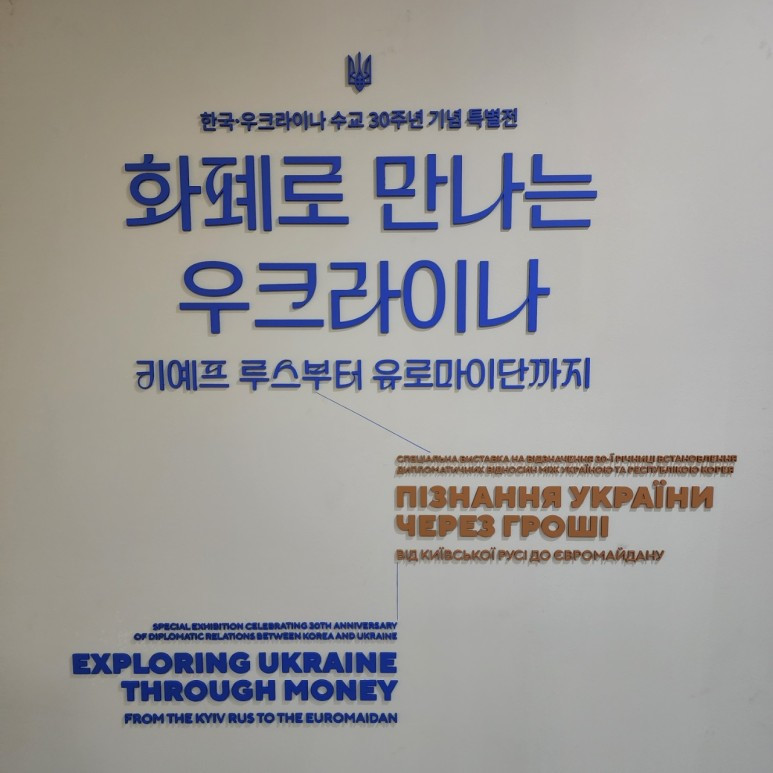 한국·우크라이나 수교 30주년 기념 특별전
화폐로 만나는
우크라이나
키예프 루스부터 유로마이단까지
СПЕЦІАЛЬНА ВИСТАВКА НА ВІДЗНАЧЕННЯ 30-Ї РІЧНИЦІ ВСТАНОВЛЕННЯ
ДИПЛОМАТИЧНИХ ВІДНОСИН МІЖ УКРАЇНОЮ ТА РЕСПУБЛІКОЮ КОРЕЯ
ПІЗНАННЯ УКРАЇНИ
ЧЕРЕЗ ГРОШІ
ВІД КИЇВСЬКОЇ РУСІ ДО ЄВРОМАЙДАНУ
SPECIAL EXHIBITION CELEBRATING 30TH ANNIVERSARY
OF DIPLOMATIC RELATIONS BETWEEN KOREA AND UKRAINE
EXPLORING UKRAINE
THROUGH MONEY
FROM THE KYIV RUS TO THE EUROMAIDAN